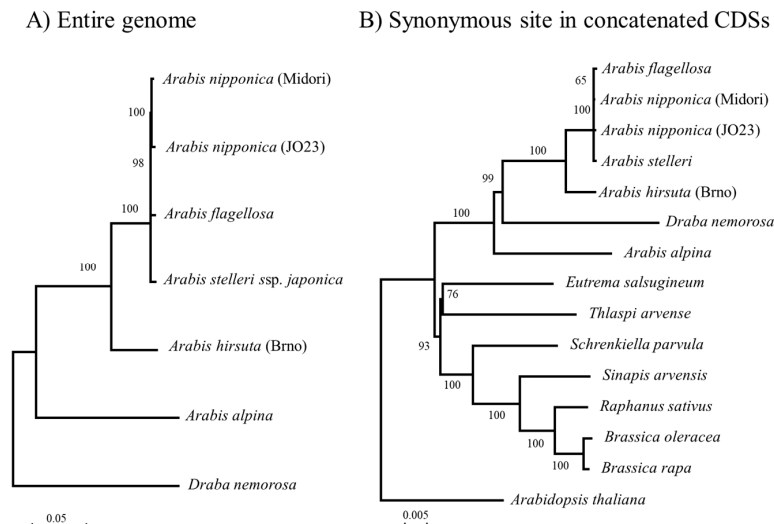 A) Entire genome
Arabis nipponica (Midori)
100
Arabis nipponica (JO23)
98
100
Arabis flagellosa
100
Arabis stelleri ssp. japonica
Arabis hirsuta (Brno)
Arabis alpina
Draba nemorosa
0.05
B) Synonymous site in concatenated CDSs
Arabis flagellosa
65
Arabis nipponica (Midori)
100
Arabis nipponica (JO23)
100
Arabis stelleri
99
Arabis hirsuta (Brno)
100
Draba nemorosa
Arabis alpina
Eutrema salsugineum
76
Thlaspi arvense
93
Schrenkiella parvula
100
Sinapis arvensis
100
Raphanus sativus
100
Brassica oleracea
100
Brassica rapa
Arabidopsis thaliana
0.005